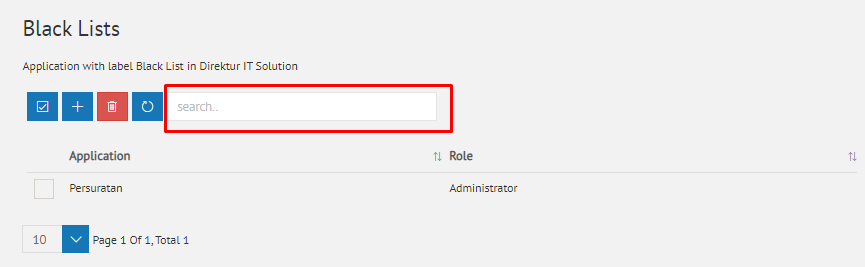 Black Lists
Application with label Black List in Direktur IT Solution
search..
Application Role
Persuratan Administrator
10 Page 1 Of 1, Total 1